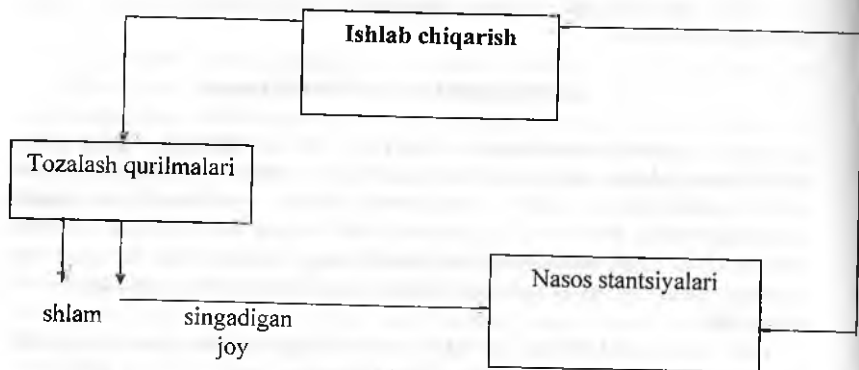 Ishlab chiqarish
Tozalash qurilmalari
Nasos stantsiyalari
shlam
singadigan
joy